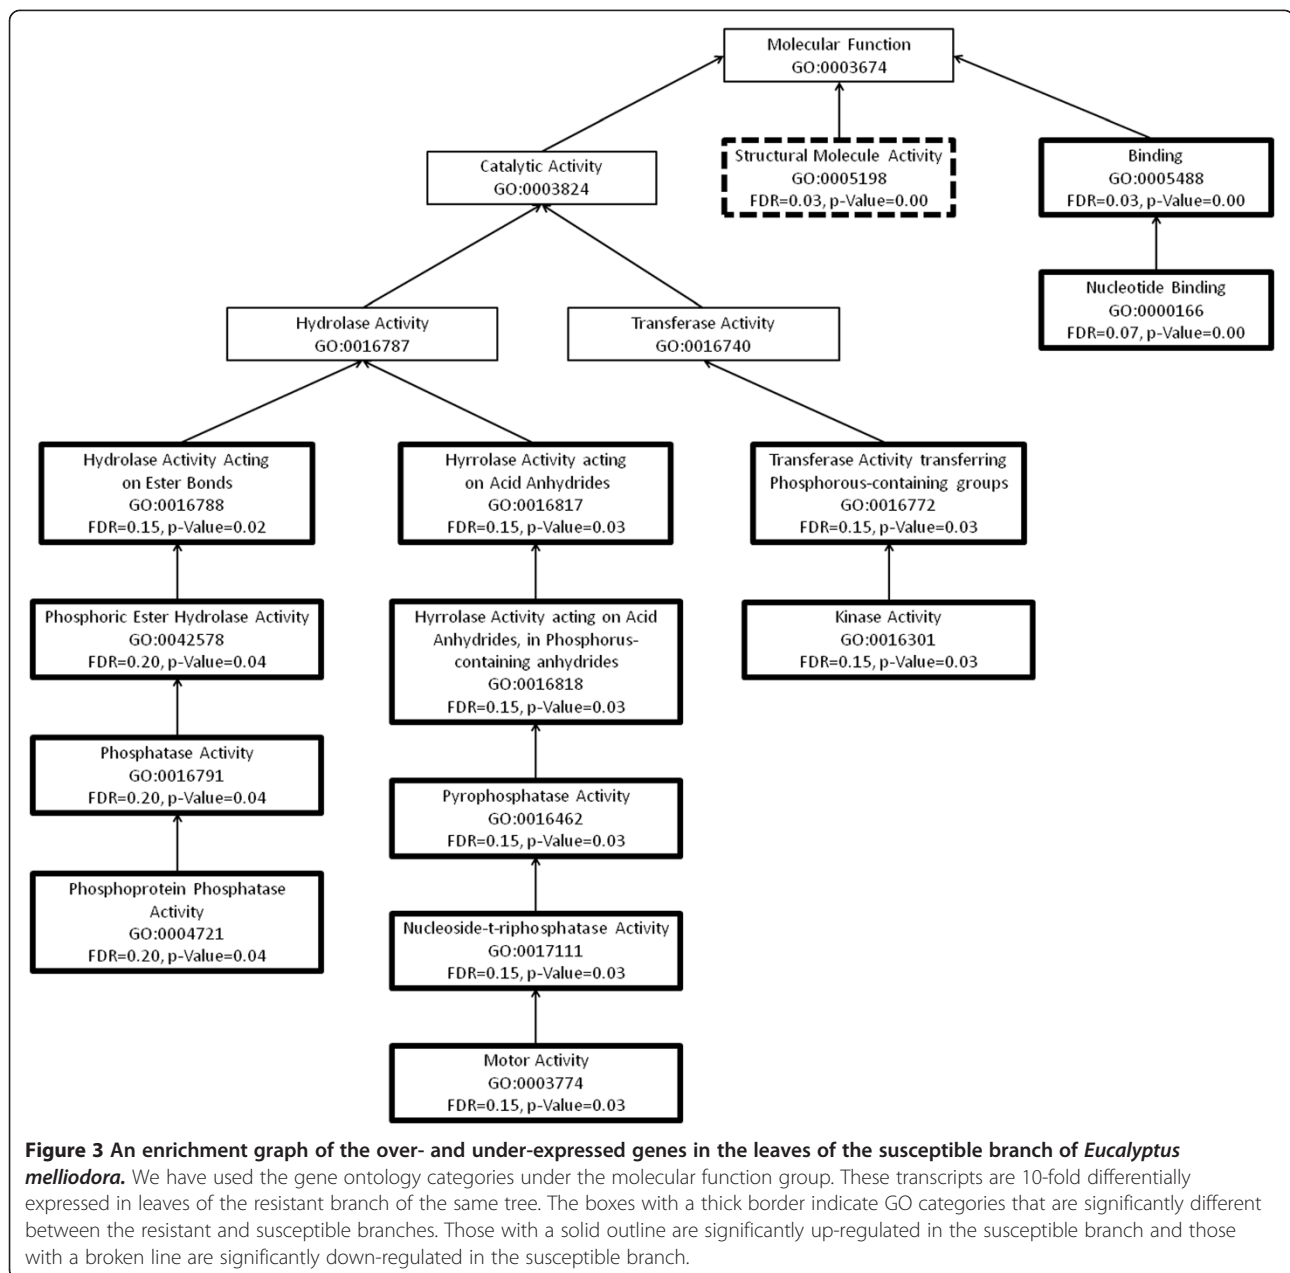 Molecular Function
GO:0003674
Structural Molecule Activity
GO:0005198
FDR=0.03, p-Value=0.00
Binding
GO:0005488
FDR=0.03, p-Value=0.00
Catalytic Activity
GO:0003824
Nucleotide Binding
GO:0000166
FDR=0.07, p-Value=0.00
Hydrolase Activity
GO:0016787
Transferase Activity
GO:0016740
Hydrolase Activity Acting
on Ester Bonds
GO:0016788
FDR=0.15, p-Value=0.02
Hyrrolase Activity acting
on Acid Anhydrides
GO:0016817
FDR=0.15, p-Value=0.03
Transferase Activity transferring
Phosphorous-containing groups
GO:0016772
FDR=0.15, p-Value=0.03
Phosphoric Ester Hydrolase Activity
GO:0042578
FDR=0.20, p-Value=0.04
Hyrrolase Activity acting on Acid
Anhydrides, in Phosphorus-
containing anhydrides
GO:0016818
FDR=0.15, p-Value=0.03
Kinase Activity
GO:0016301
FDR=0.15, p-Value=0.03
Phosphatase Activity
GO:0016791
FDR=0.20, p-Value=0.04
Pyrophosphatase Activity
GO:0016462
FDR=0.15, p-Value=0.03
Phosphoprotein Phosphatase
Activity
GO:0004721
FDR=0.20, p-Value=0.04
Nucleoside-t-riphosphatase Activity
GO:0017111
FDR=0.15, p-Value=0.03
Motor Activity
GO:0003774
FDR=0.15, p-Value=0.03
Figure 3 An enrichment graph of the over- and under-expressed genes in the leaves of the susceptible branch of Eucalyptus
melliodora. We have used the gene ontology categories under the molecular function group. These transcripts are 10-fold differentially
expressed in leaves of the resistant branch of the same tree. The boxes with a thick border indicate GO categories that are significantly different
between the resistant and susceptible branches. Those with a solid outline are significantly up-regulated in the susceptible branch and those
with a broken line are significantly down-regulated in the susceptible branch.